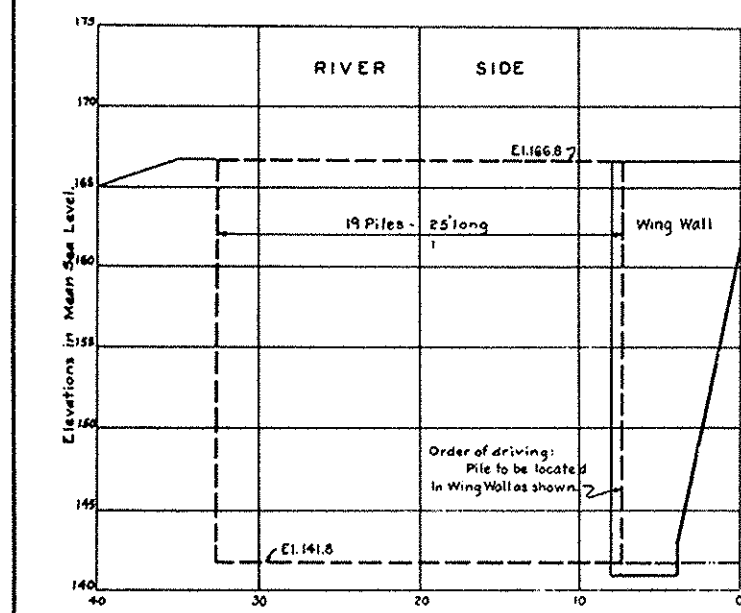 175
RIVER SIDE
170
El.166.8
165
19 Piles - 25'long
Wing Wall
160
Elevations in Mean Sea Level.
155
150
Order of driving:
Pile to be located
In Wing Wall as shown
145
El.141.8
140
40 30 20 10 0